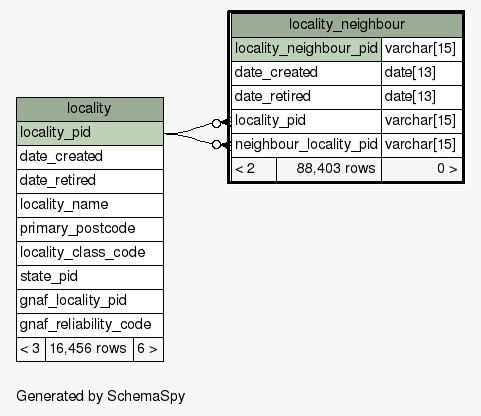 locality_neighbour
locality_neighbour_pid varchar[15]
date_created date[13]
date_retired date[13]
locality_pid varchar[15]
neighbour_locality_pid varchar[15]
< 2 88,403 rows 0 >
locality
locality_pid
date_created
date_retired
locality_name
primary_postcode
locality_class_code
state_pid
gnaf_locality_pid
gnaf_reliability_code
< 3 16,456 rows 6 >
Generated by SchemaSpy